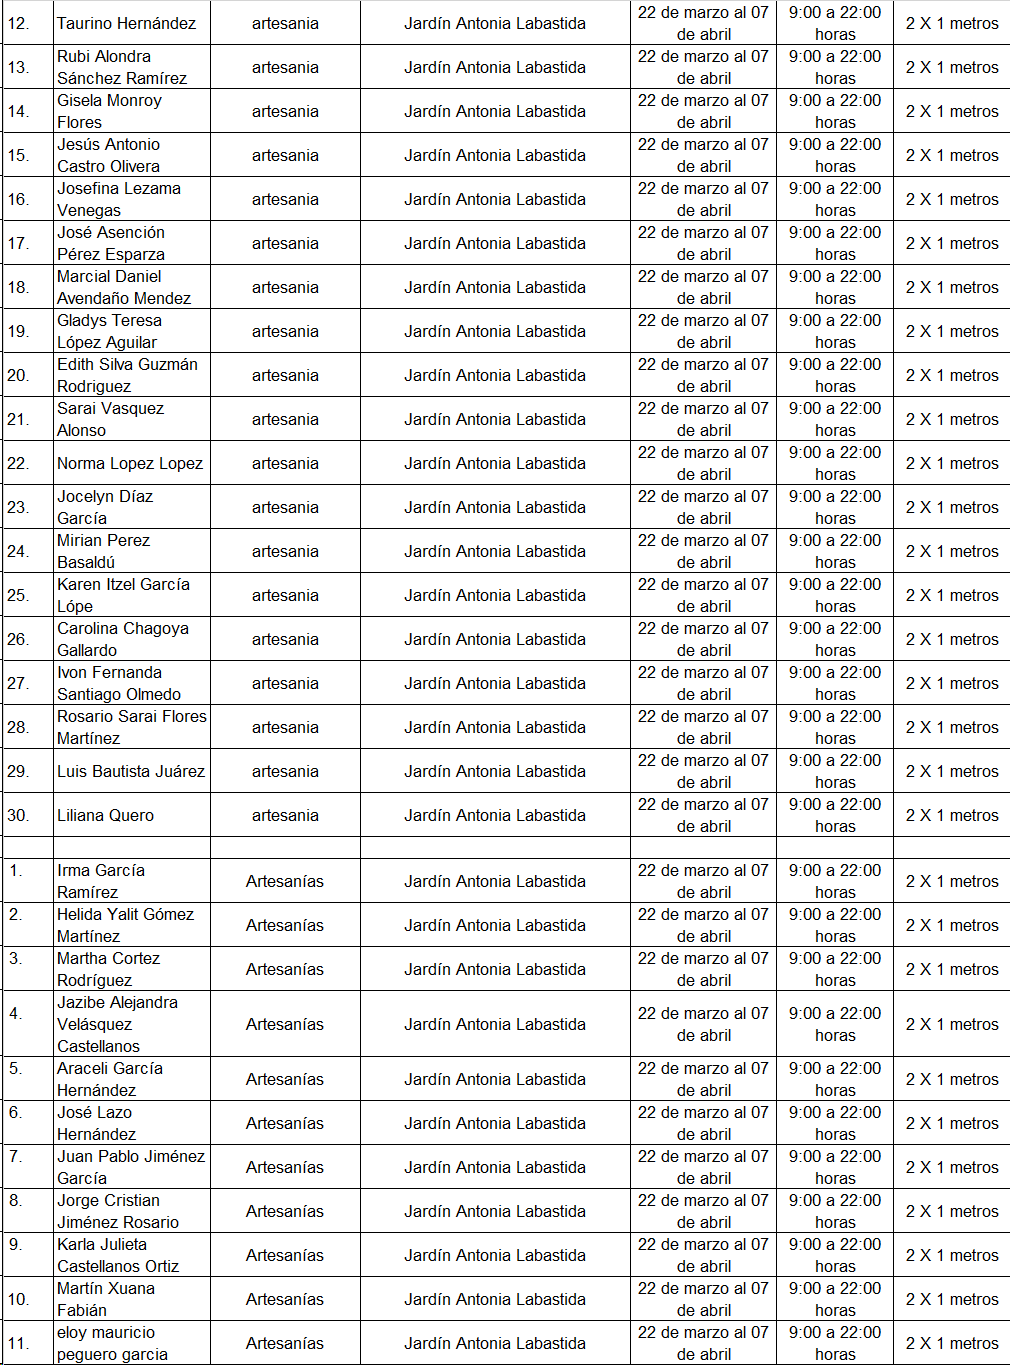 12. Taurino Hernández artesania Jardín Antonia Labastida 22 de marzo al 07 de abril 9:00 a 22:00 horas 2 X 1 metros
13. Rubi Alondra Sánchez Ramírez artesania Jardín Antonia Labastida 22 de marzo al 07 de abril 9:00 a 22:00 horas 2 X 1 metros
14. Gisela Monroy Flores artesania Jardín Antonia Labastida 22 de marzo al 07 de abril 9:00 a 22:00 horas 2 X 1 metros
15. Jesús Antonio Castro Olivera artesania Jardín Antonia Labastida 22 de marzo al 07 de abril 9:00 a 22:00 horas 2 X 1 metros
16. Josefina Lezama Venegas artesania Jardín Antonia Labastida 22 de marzo al 07 de abril 9:00 a 22:00 horas 2 X 1 metros
17. José Asención Pérez Esparza artesania Jardín Antonia Labastida 22 de marzo al 07 de abril 9:00 a 22:00 horas 2 X 1 metros
18. Marcial Daniel Avendaño Mendez artesania Jardín Antonia Labastida 22 de marzo al 07 de abril 9:00 a 22:00 horas 2 X 1 metros
19. Gladys Teresa López Aguilar artesania Jardín Antonia Labastida 22 de marzo al 07 de abril 9:00 a 22:00 horas 2 X 1 metros
20. Edith Silva Guzmán Rodriguez artesania Jardín Antonia Labastida 22 de marzo al 07 de abril 9:00 a 22:00 horas 2 X 1 metros
21. Sarai Vasquez Alonso artesania Jardín Antonia Labastida 22 de marzo al 07 de abril 9:00 a 22:00 horas 2 X 1 metros
22. Norma Lopez Lopez artesania Jardín Antonia Labastida 22 de marzo al 07 de abril 9:00 a 22:00 horas 2 X 1 metros
23. Jocelyn Díaz García artesania Jardín Antonia Labastida 22 de marzo al 07 de abril 9:00 a 22:00 horas 2 X 1 metros
24. Mirian Perez Basaldú artesania Jardín Antonia Labastida 22 de marzo al 07 de abril 9:00 a 22:00 horas 2 X 1 metros
25. Karen Itzel García Lópe artesania Jardín Antonia Labastida 22 de marzo al 07 de abril 9:00 a 22:00 horas 2 X 1 metros
26. Carolina Chagoya Gallardo artesania Jardín Antonia Labastida 22 de marzo al 07 de abril 9:00 a 22:00 horas 2 X 1 metros
27. Ivon Fernanda Santiago Olmedo artesania Jardín Antonia Labastida 22 de marzo al 07 de abril 9:00 a 22:00 horas 2 X 1 metros
28. Rosario Sarai Flores Martínez artesania Jardín Antonia Labastida 22 de marzo al 07 de abril 9:00 a 22:00 horas 2 X 1 metros
29. Luis Bautista Juárez artesania Jardín Antonia Labastida 22 de marzo al 07 de abril 9:00 a 22:00 horas 2 X 1 metros
30. Liliana Quero artesania Jardín Antonia Labastida 22 de marzo al 07 de abril 9:00 a 22:00 horas 2 X 1 metros
1. Irma García Ramírez Artesanías Jardín Antonia Labastida 22 de marzo al 07 de abril 9:00 a 22:00 horas 2 X 1 metros
2. Helida Yalit Gómez Martínez Artesanías Jardín Antonia Labastida 22 de marzo al 07 de abril 9:00 a 22:00 horas 2 X 1 metros
3. Martha Cortez Rodríguez Artesanías Jardín Antonia Labastida 22 de marzo al 07 de abril 9:00 a 22:00 horas 2 X 1 metros
4. Jazibe Alejandra Velásquez Castellanos Artesanías Jardín Antonia Labastida 22 de marzo al 07 de abril 9:00 a 22:00 horas 2 X 1 metros
5. Araceli García Hernández Artesanías Jardín Antonia Labastida 22 de marzo al 07 de abril 9:00 a 22:00 horas 2 X 1 metros
6. José Lazo Hernández Artesanías Jardín Antonia Labastida 22 de marzo al 07 de abril 9:00 a 22:00 horas 2 X 1 metros
7. Juan Pablo Jiménez García Artesanías Jardín Antonia Labastida 22 de marzo al 07 de abril 9:00 a 22:00 horas 2 X 1 metros
8. Jorge Cristian Jiménez Rosario Artesanías Jardín Antonia Labastida 22 de marzo al 07 de abril 9:00 a 22:00 horas 2 X 1 metros
9. Karla Julieta Castellanos Ortiz Artesanías Jardín Antonia Labastida 22 de marzo al 07 de abril 9:00 a 22:00 horas 2 X 1 metros
10. Martín Xuana Fabián Artesanías Jardín Antonia Labastida 22 de marzo al 07 de abril 9:00 a 22:00 horas 2 X 1 metros
11. eloy mauricio peguero garcia Artesanías Jardín Antonia Labastida 22 de marzo al 07 de abril 9:00 a 22:00 horas 2 X 1 metros